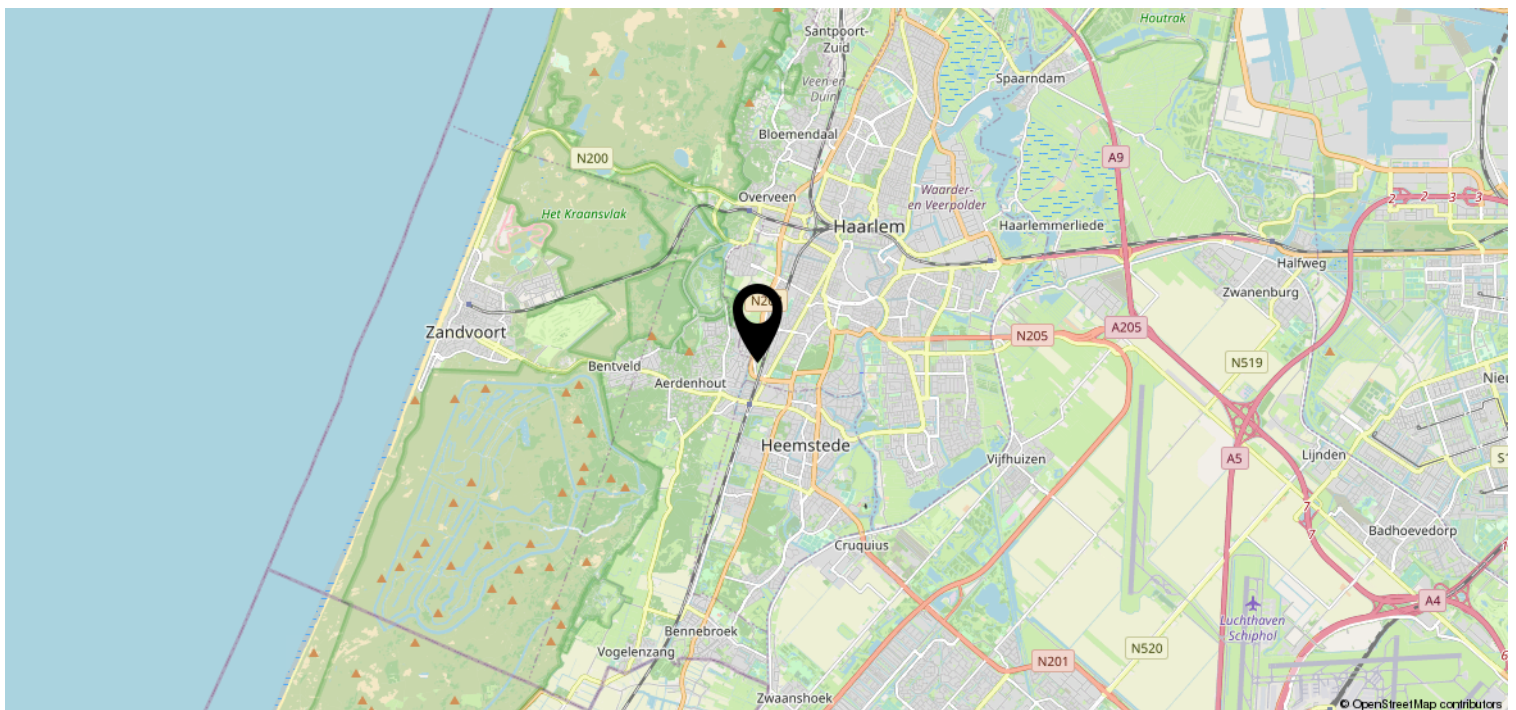 Houtrak
Santpoort-
Zuid
Spaarndam
Veen en
Duin
Bloemendaal
N200
A9
Waarder-
en Veerpolder
Overveen
2
2
3
3
Het Kraansvlak
Haarlem
Haarlemmerliede
Halfweg
Zwanenburg
Zandvoort
A205
N205
N519
Bentveld
Aerdenhout
Heemstede
Vijfhuizen
A5
Lijnden
7
7
Badhoevedorp
Cruquius
A4
Luchthaven
Schiphol
Bennebroek
Vogelenzang
N520
N201
6
Zwaanshoek
© OpenStreetMap contributors